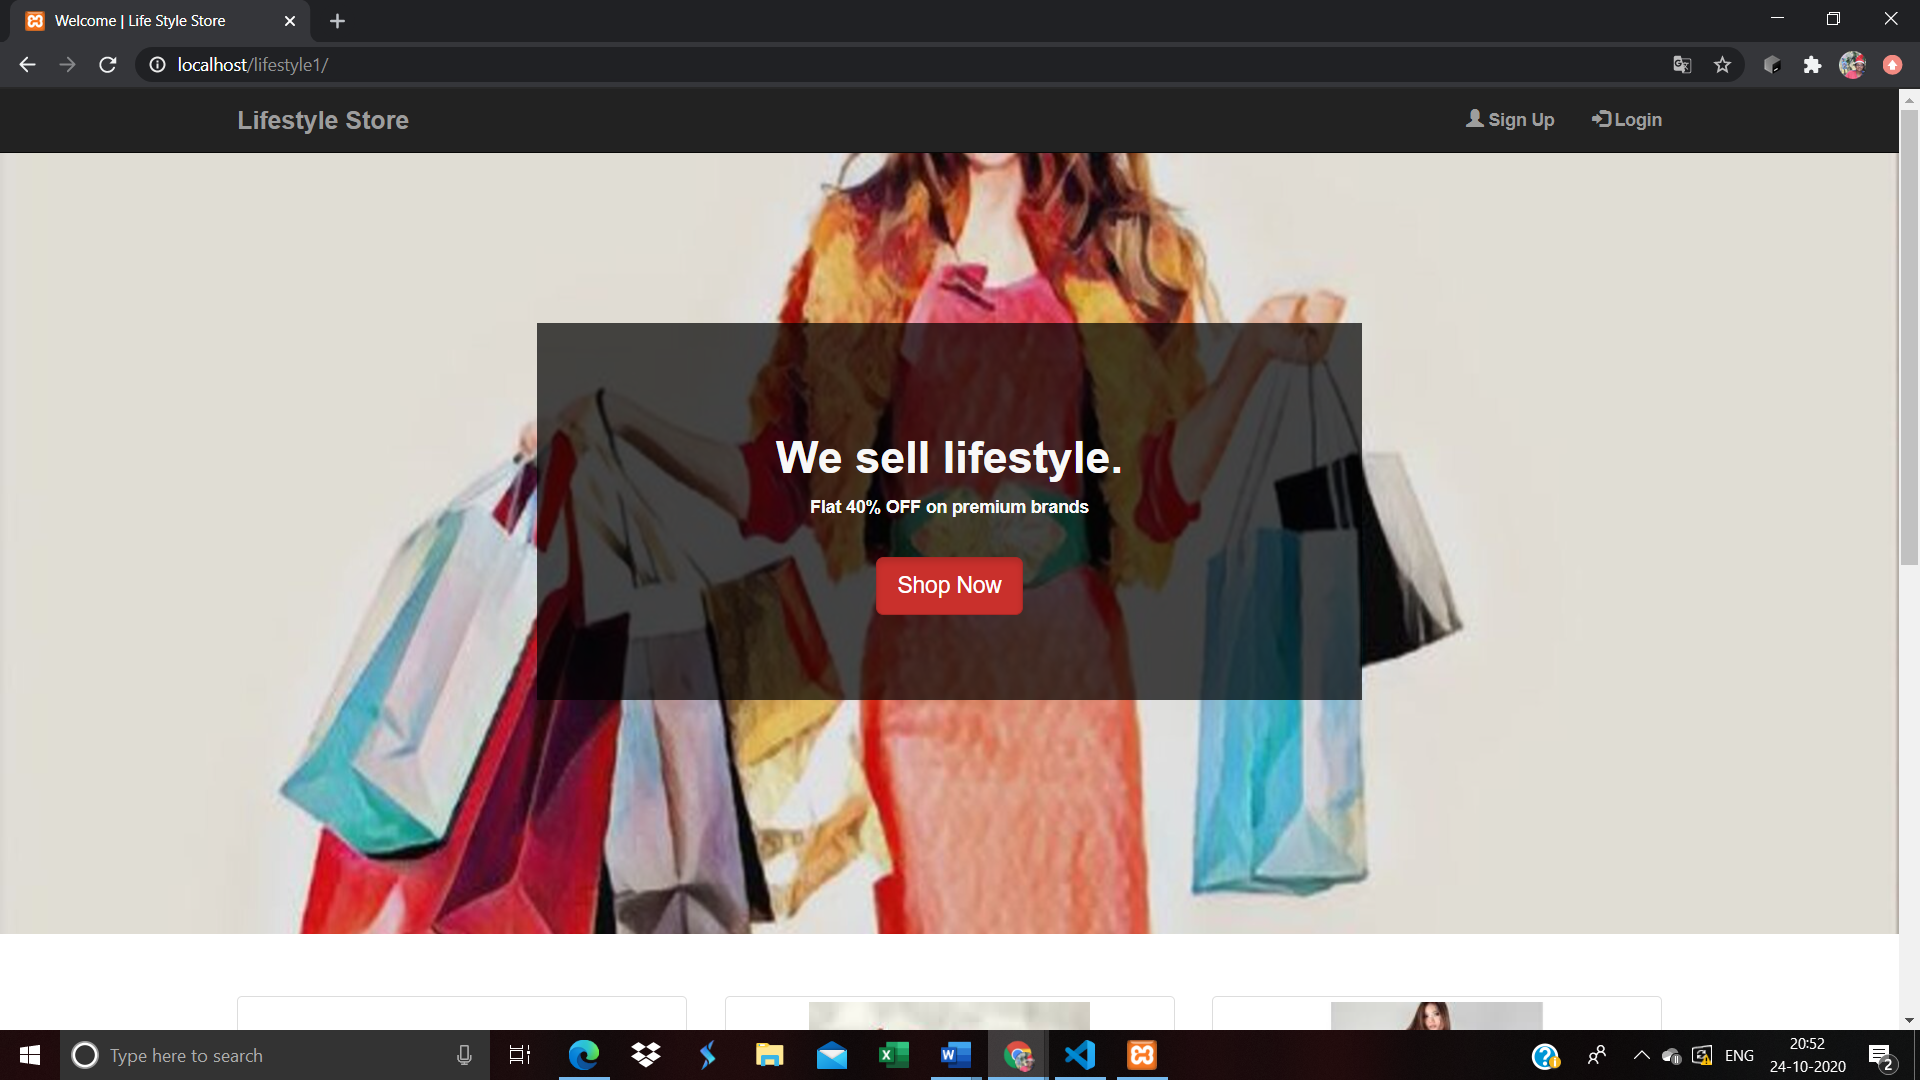 Welcome | Life Style Store
localhost/lifestyle1/
Lifestyle Store
Sign Up
Login
We sell lifestyle.
Flat 40% OFF on premium brands
Shop Now
Type here to search
ENG
20:52
24-10-2020
2